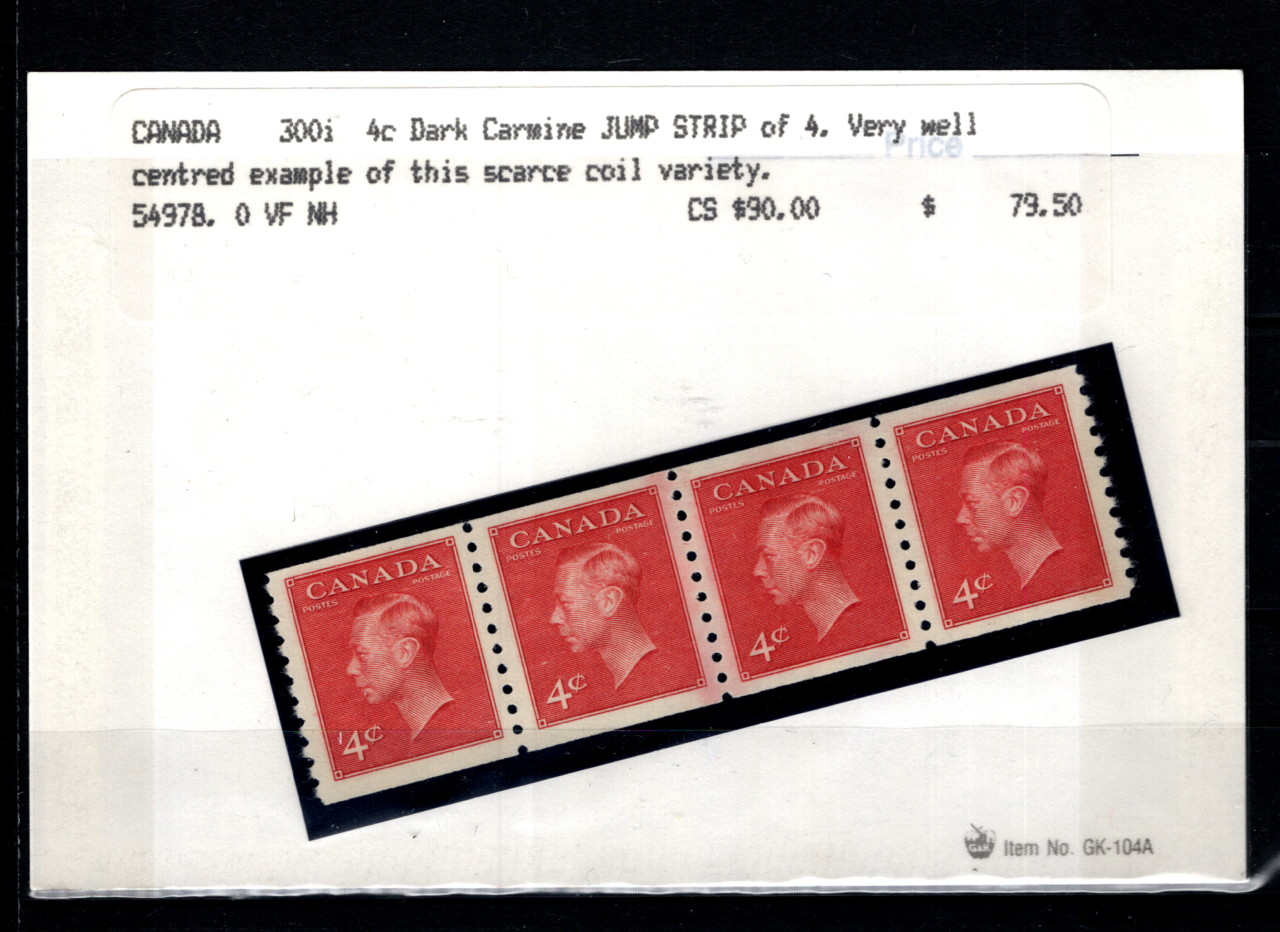 CANADA 300i 4c Dark Carmine JUMP STRIP of 4. Very well
Price
centred example of this scarce coil variety.
54978. 0 VF NH CS $90.00 $ 79.50
CANADA
POSTES POSTAGE
4¢
CANADA
POSTES POSTAGE
4¢
CANADA
POSTES POSTAGE
4¢
CANADA
POSTES POSTAGE
4¢
G&K Item No. GK-104A